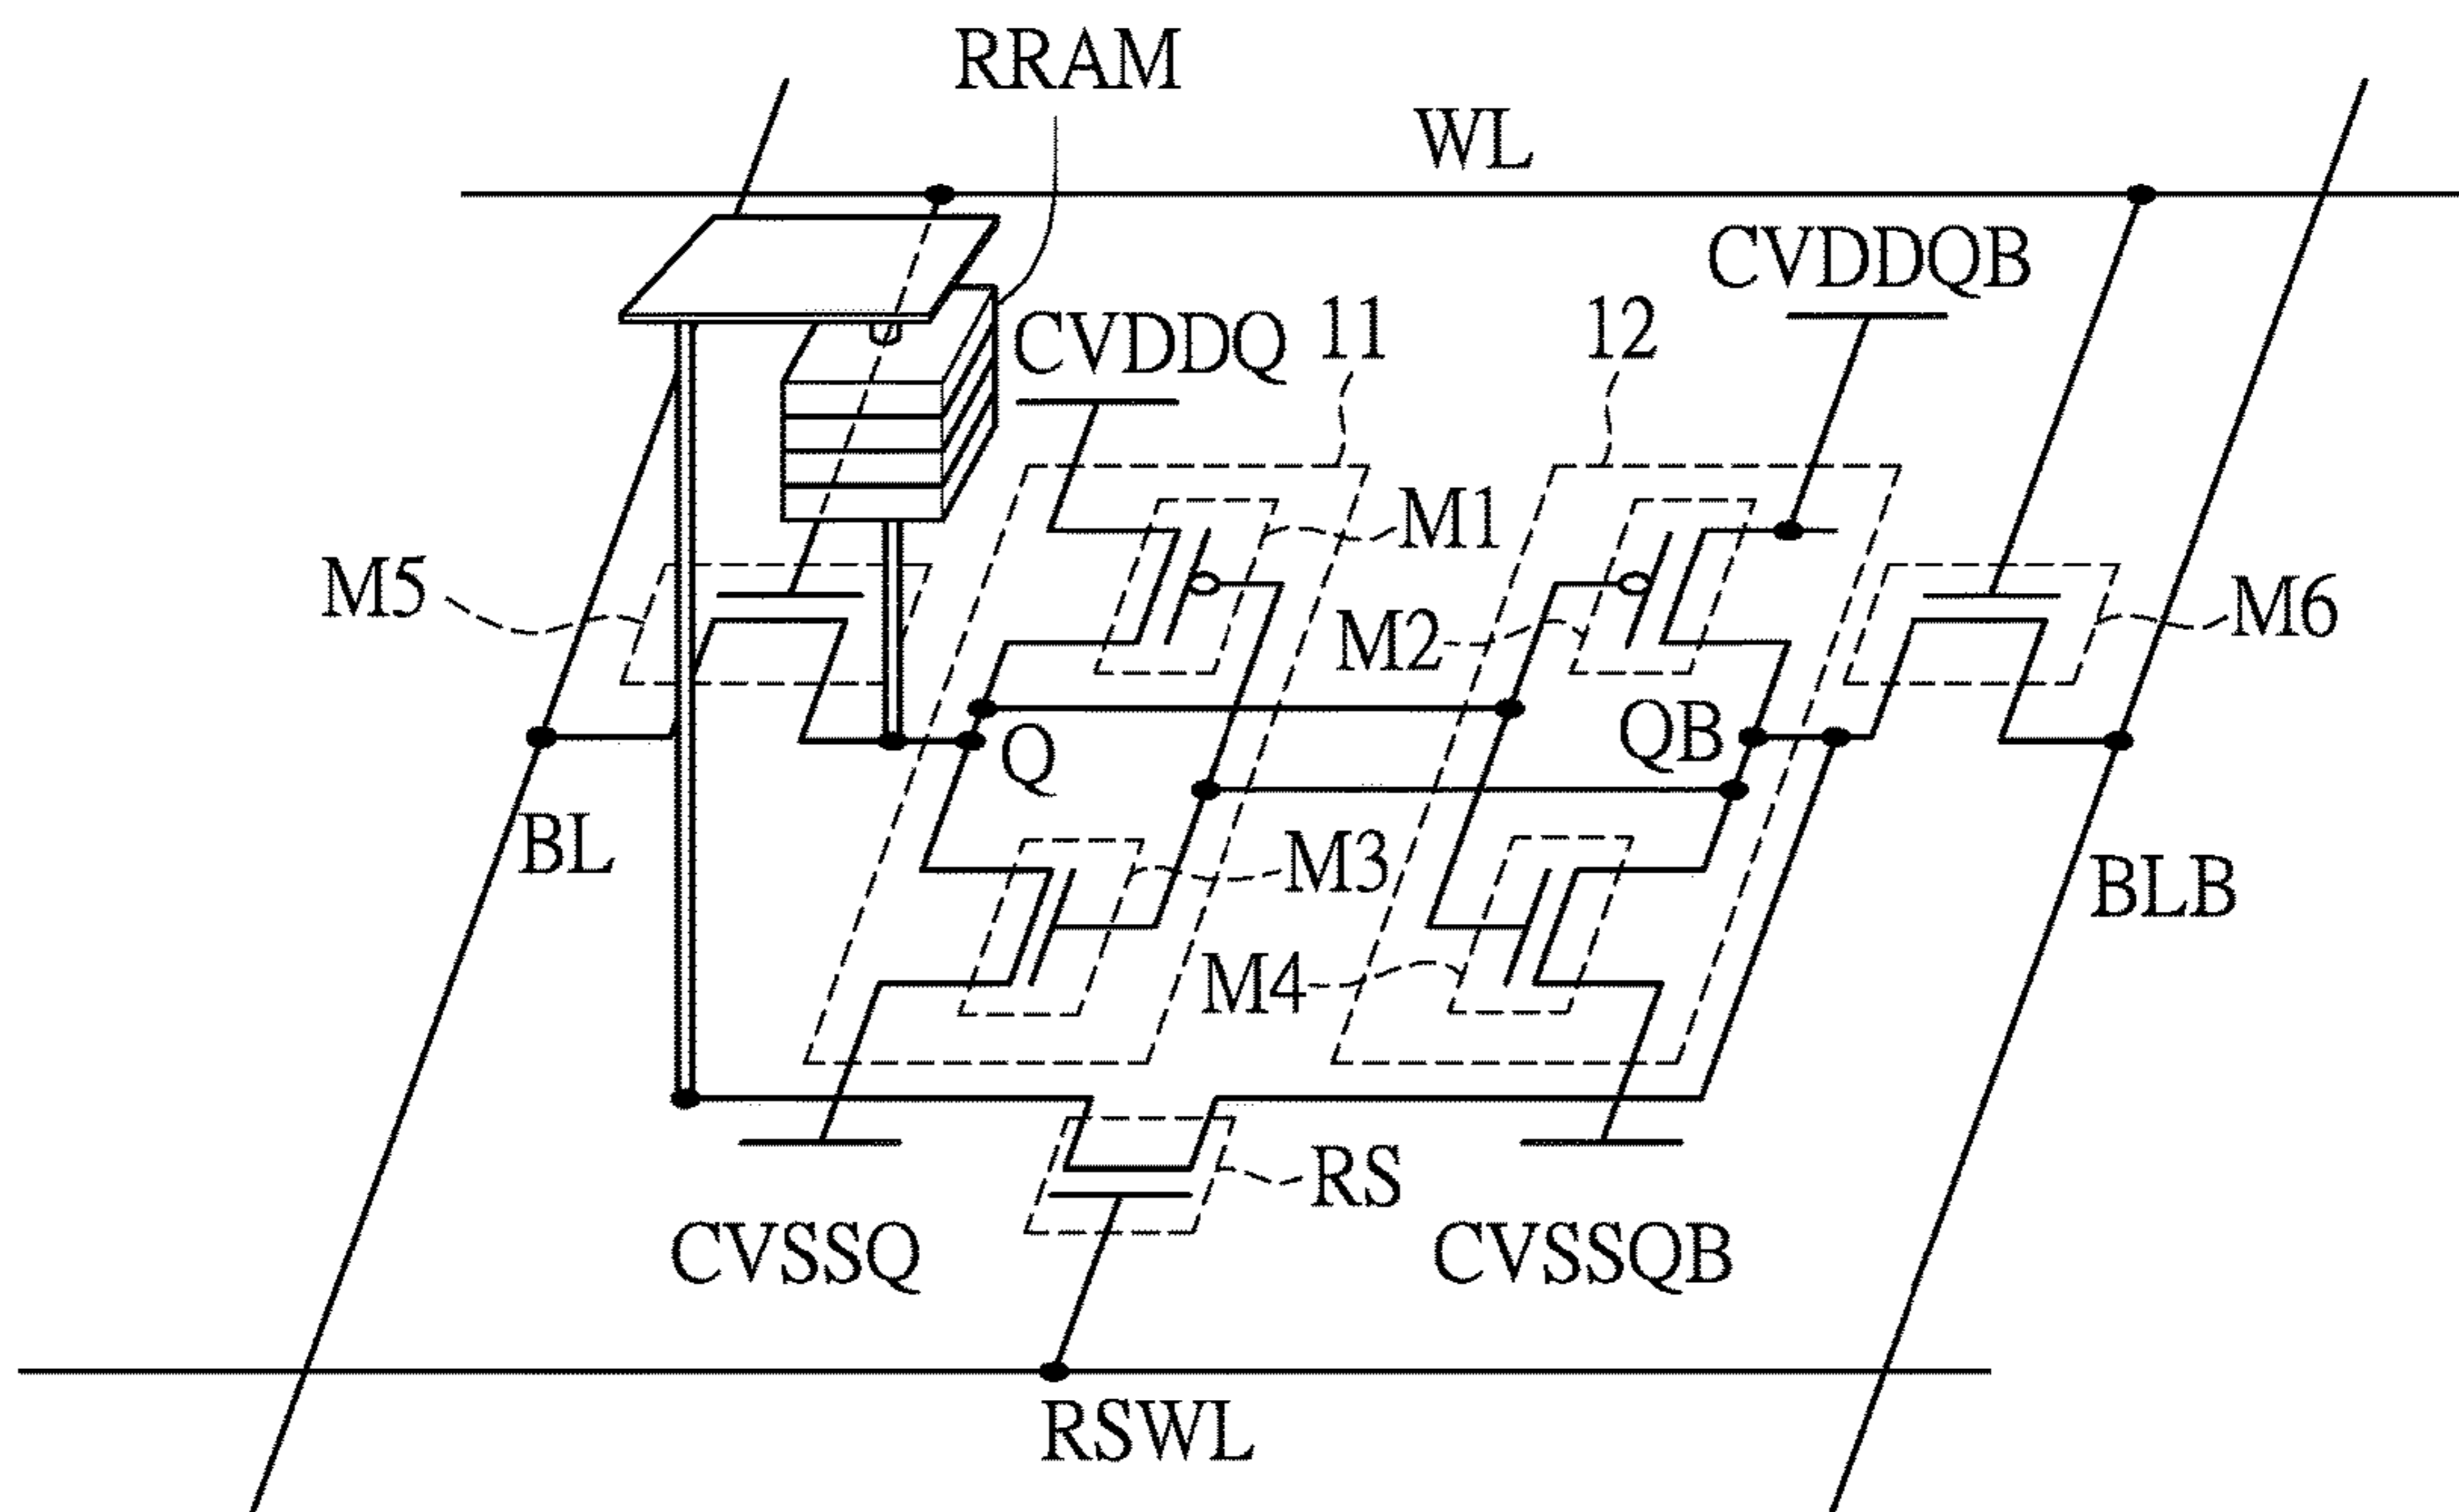 RRAM
WL
CVDDQB
CVDDQ
11
12
M1
M5
M2
M6
Q
QB
BL
M3
BLB
M4
RS
CVSSQ
CVSSQB
RSWL